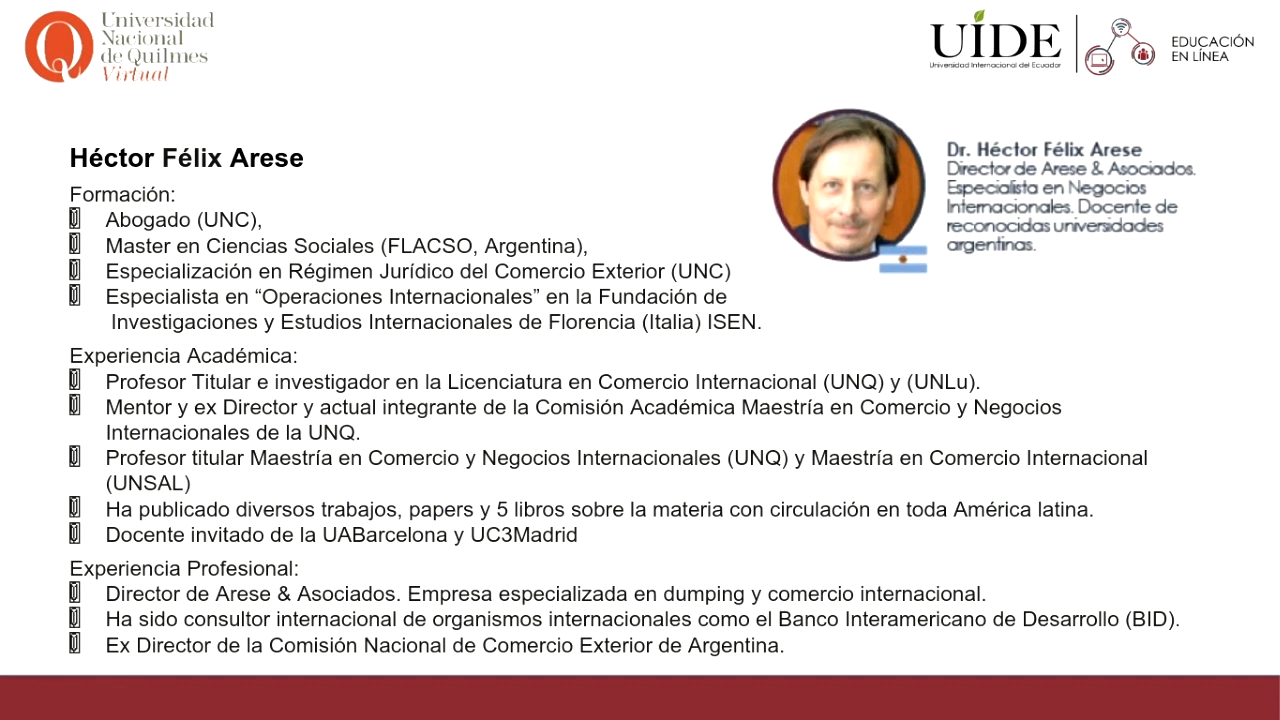 Universidad
Nacional
de Quilmes
Virtual
UIDE
Universidad Internacional del Ecuador
EDUCACIÓN
EN LÍNEA
Héctor Félix Arese
Formación:
Abogado (UNC),
Master en Ciencias Sociales (FLACSO, Argentina),
Especialización en Régimen Jurídico del Comercio Exterior (UNC)
Especialista en “Operaciones Internacionales” en la Fundación de
Investigaciones y Estudios Internacionales de Florencia (Italia) ISEN.
Dr. Héctor Félix Arese
Director de Arese & Asociados.
Especialista en Negocios
Internacionales. Docente de
reconocidas universidades
argentinas.
Experiencia Académica:
Profesor Titular e investigador en la Licenciatura en Comercio Internacional (UNQ) y (UNLu).
Mentor y ex Director y actual integrante de la Comisión Académica Maestría en Comercio y Negocios
Internacionales de la UNQ.
Profesor titular Maestría en Comercio y Negocios Internacionales (UNQ) y Maestría en Comercio Internacional
(UNSAL)
Ha publicado diversos trabajos, papers y 5 libros sobre la materia con circulación en toda América latina.
Docente invitado de la UABarcelona y UC3Madrid
Experiencia Profesional:
Director de Arese & Asociados. Empresa especializada en dumping y comercio internacional.
Ha sido consultor internacional de organismos internacionales como el Banco Interamericano de Desarrollo (BID).
Ex Director de la Comisión Nacional de Comercio Exterior de Argentina.